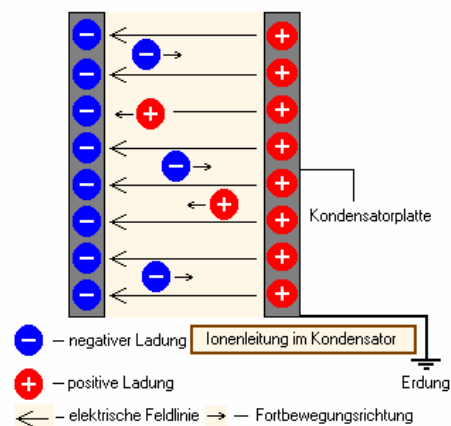 Kondensatorplatte
− negativer Ladung
Ionenleitung im Kondensator
− positive Ladung
Erdung
− elektrische Feldlinie
− Fortbewegungsrichtung